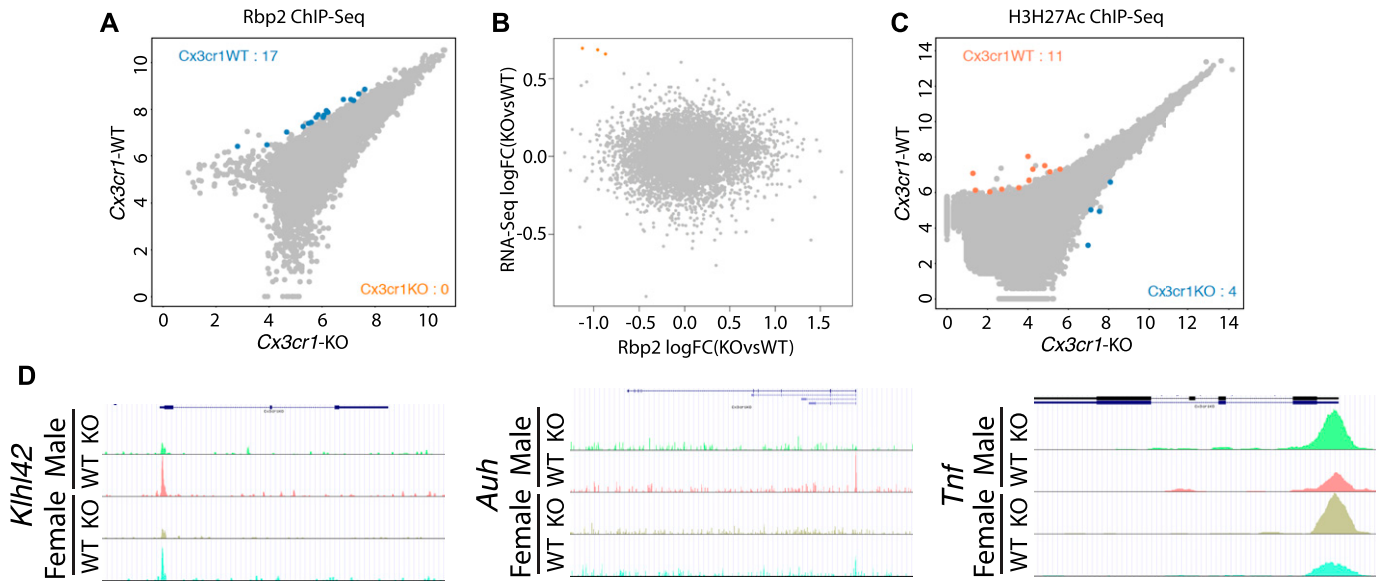 A
Rbp2 ChIP-Seq
Cx3cr1WT : 17
Cx3cr1KO : 0
Cx3cr1-WT
0 2 4 6 8 10
0 2 4 6 8 10
Cx3cr1-KO
B
RNA-Seq logFC(KOvsWT)
0.5
0.0
-0.5
-1.0 -0.5 0.0 0.5 1.0 1.5
Rbp2 logFC(KOvsWT)
C
H3H27Ac ChIP-Seq
Cx3cr1WT : 11
Cx3cr1KO : 4
Cx3cr1-WT
0 2 4 6 8 10 12 14
0 2 4 6 8 10 12 14
Cx3cr1-KO
D
Klhl42
Male
KO
WT
Female
KO
WT
Auh
Male
KO
WT
Female
KO
WT
Tnf
Male
KO
WT
Female
KO
WT